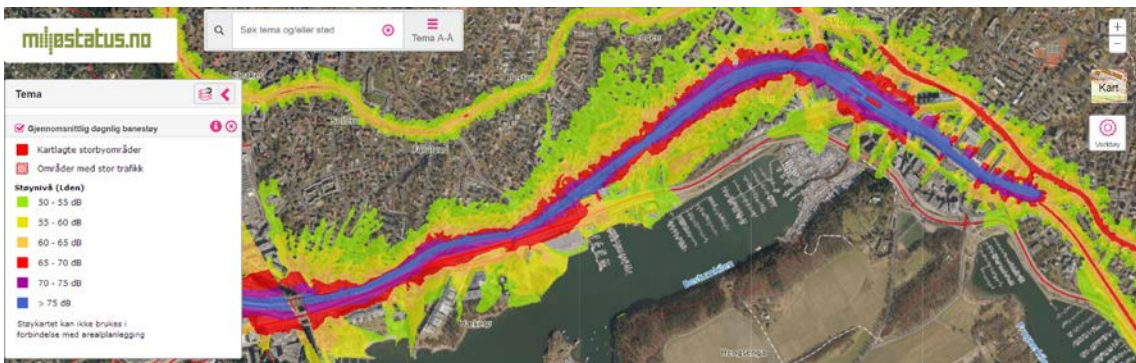 miljøstatus.no
Søk tema og/eller sted
Tema A-Å
Tema
Gjennomsnittlig døgnlig banestøy
Kartlagte storbyområder
Områder med stor trafikk
Støynivå (Lden)
50 - 55 dB
55 - 60 dB
60 - 65 dB
65 - 70 dB
70 - 75 dB
> 75 dB
Støykartet kan ikke brukes i
forbindelse med arealplanlegging
+
−
Kart
Verktøy
Bestumkilen
Hengsenga